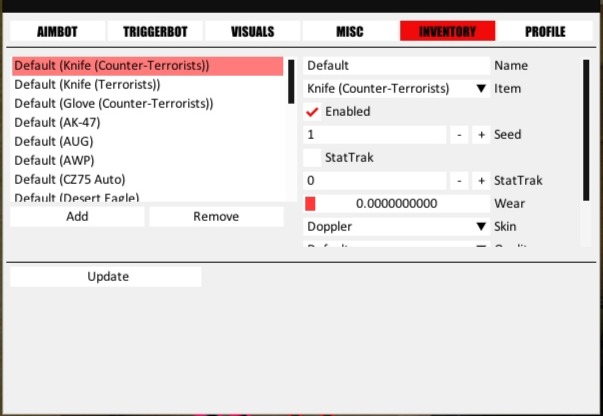 AIMBOT TRIGGERBOT VISUALS MISC INVENTORY PROFILE
Default (Knife (Counter-Terrorists))
Default (Knife (Terrorists))
Default (Glove (Counter-Terrorists))
Default (AK-47)
Default (AUG)
Default (AWP)
Default (CZ75 Auto)
Default (Desert Eagle)
Add Remove
Default Name
Knife (Counter-Terrorists) Item
Enabled
1 - + Seed
StatTrak
0 - + StatTrak
0.0000000000 Wear
Doppler Skin
Update